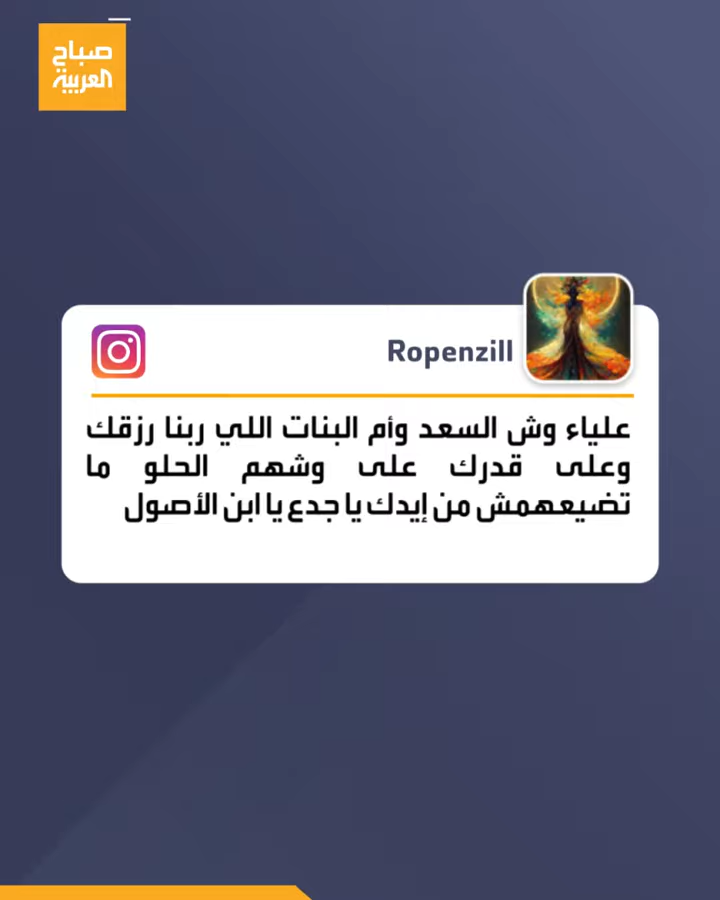 صباح
العربية
Ropenzill
علياء وش السعد وأم البنات اللي ربنا رزقك
وعلى قدرك على وشهم الحلو ما
تضيعهمش من إيدك يا جدع يا ابن الأصول